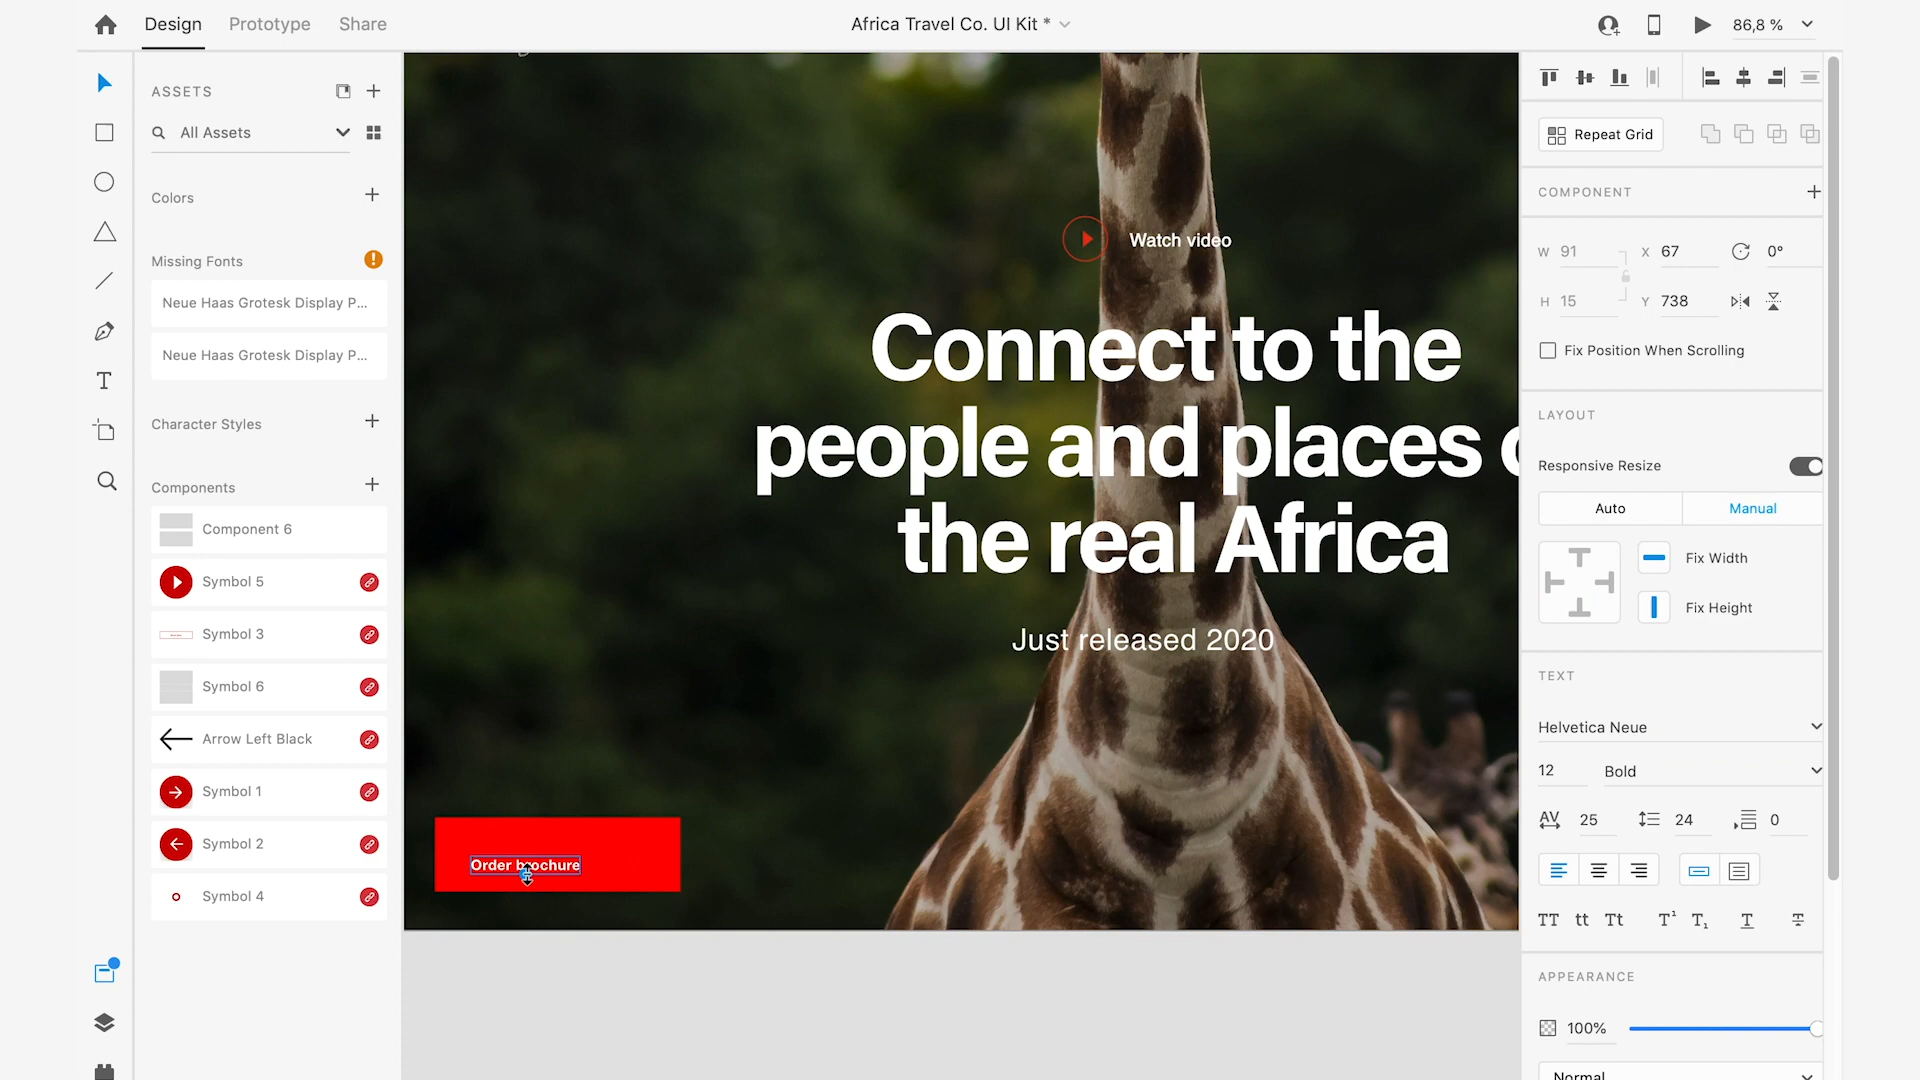 Design Prototype Share
Africa Travel Co. UI Kit *
86,8 %
ASSETS
All Assets
Colors
Missing Fonts
Neue Haas Grotesk Display P...
Neue Haas Grotesk Display P...
Character Styles
Components
Component 6
Symbol 5
Symbol 3
Symbol 6
Arrow Left Black
Symbol 1
Symbol 2
Symbol 4
Watch video
Connect to the
people and places
the real Africa
Just released 2020
Order brochure
Repeat Grid
COMPONENT
W 91 X 67 0°
H 15 Y 738
Fix Position When Scrolling
LAYOUT
Responsive Resize
Auto Manual
Fix Width
Fix Height
TEXT
Helvetica Neue
12 Bold
AV 25 24 0
TT tt Tt T¹ T₁ T T
APPEARANCE
100%
Normal